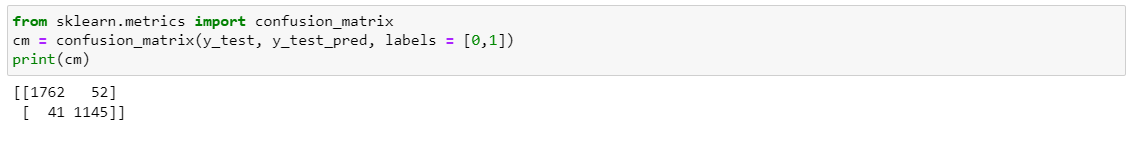 from sklearn.metrics import confusion_matrix
cm = confusion_matrix(y_test, y_test_pred, labels = [0,1])
print(cm)
[[1762   52]
 [  41 1145]]